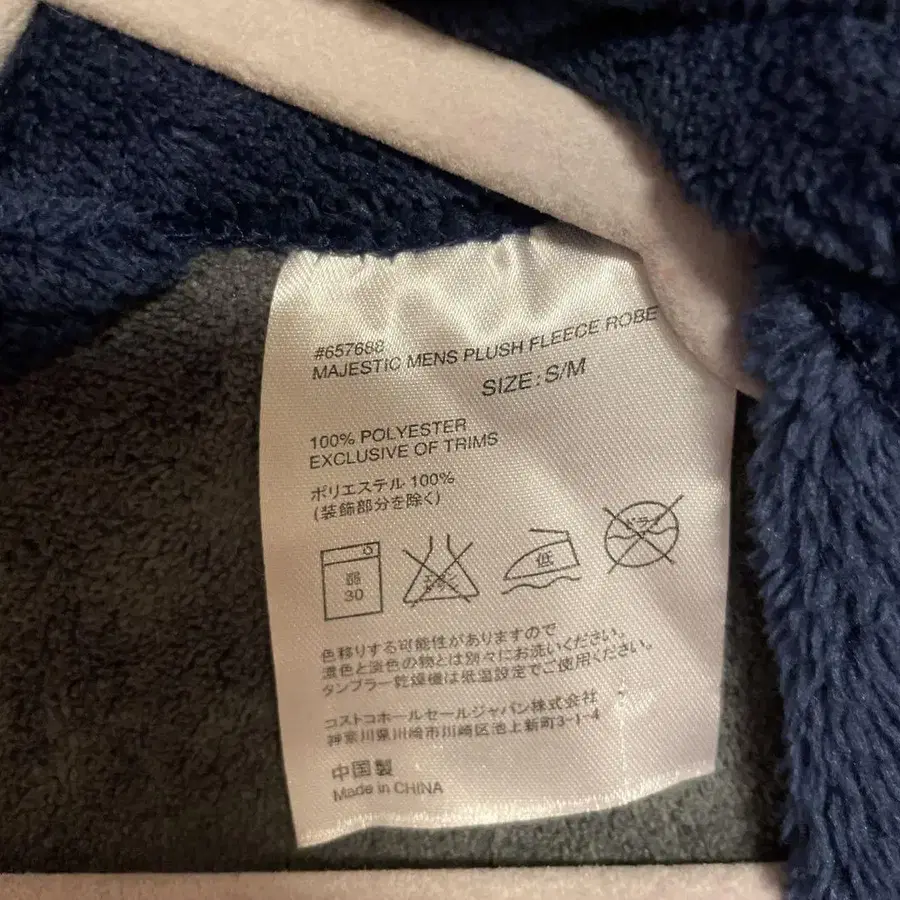 #657688
MAJESTIC MENS PLUSH FLEECE ROBE
SIZE: S/M
100% POLYESTER
EXCLUSIVE OF TRIMS
ポリエステル 100%
(装飾部分を除く)
弱
30
低
ドライ
色移りする可能性がありますので
濃色と淡色の物とは別々にお洗いください。
タンブラー乾燥機は低温設定でご使用ください。
コストコホールセールジャパン株式会社
神奈川県川崎市川崎区池上新町3-1-4
中国製
Made in CHINA